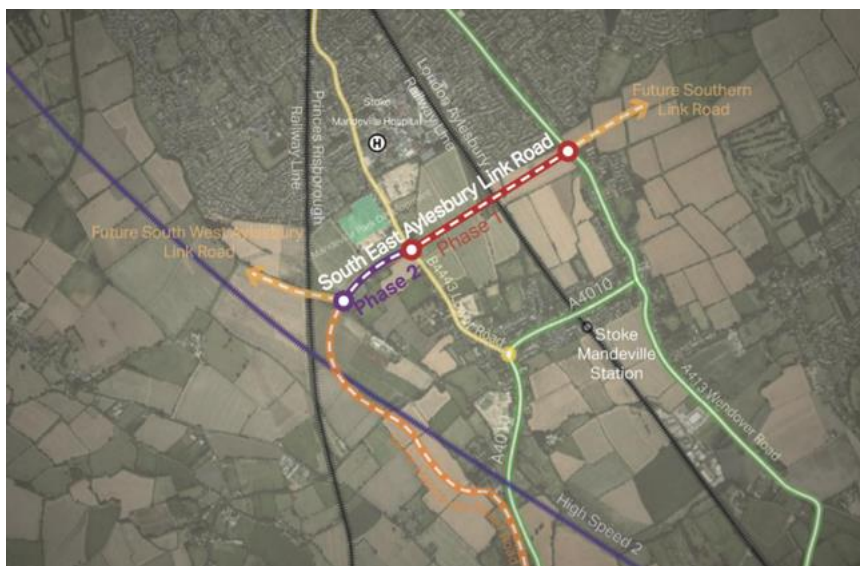 Future Southern
Link Road
London Aylesbury
Railway Line
Princes Risborough
Railway Line
Stoke
Mandeville Hospital
H
South East Aylesbury Link Road
Phase 1
Phase 2
Future South West Aylesbury
Link Road
B4443 Lower Road
A4010
Stoke
Mandeville
Station
A413 Wendover Road
A4010
High Speed 2